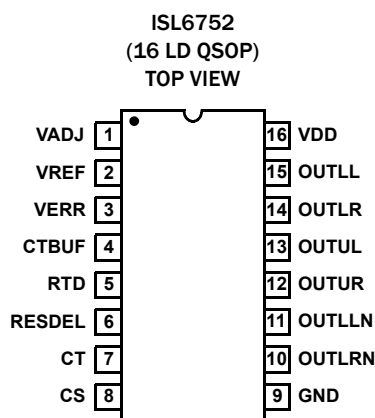 ISL6752
(16 LD QSOP)
TOP VIEW
VADJ 1 16 VDD
VREF 2 15 OUTLL
VERR 3 14 OUTLR
CTBUF 4 13 OUTUL
RTD 5 12 OUTUR
RESDEL 6 11 OUTLLN
CT 7 10 OUTLRN
CS 8 9 GND